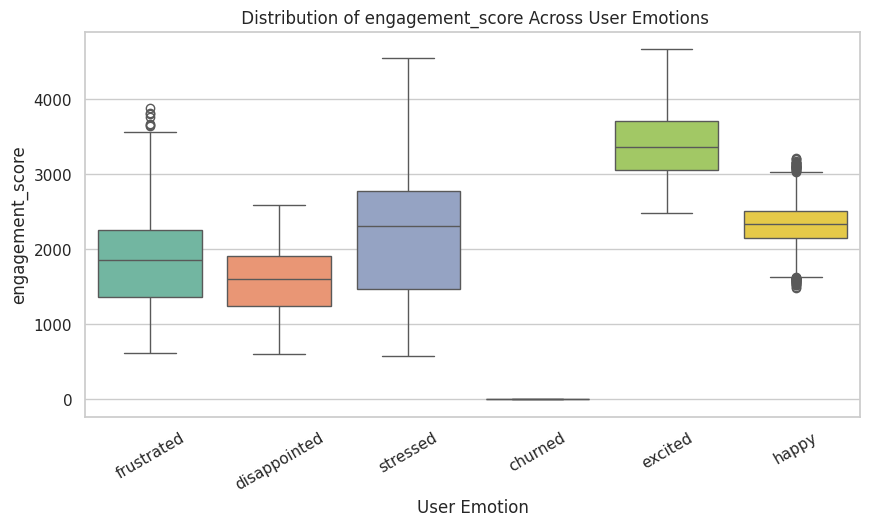 Distribution of engagement_score Across User Emotions
engagement_score
4000
3000
2000
1000
0
frustrated
disappointed
stressed
churned
excited
happy
User Emotion